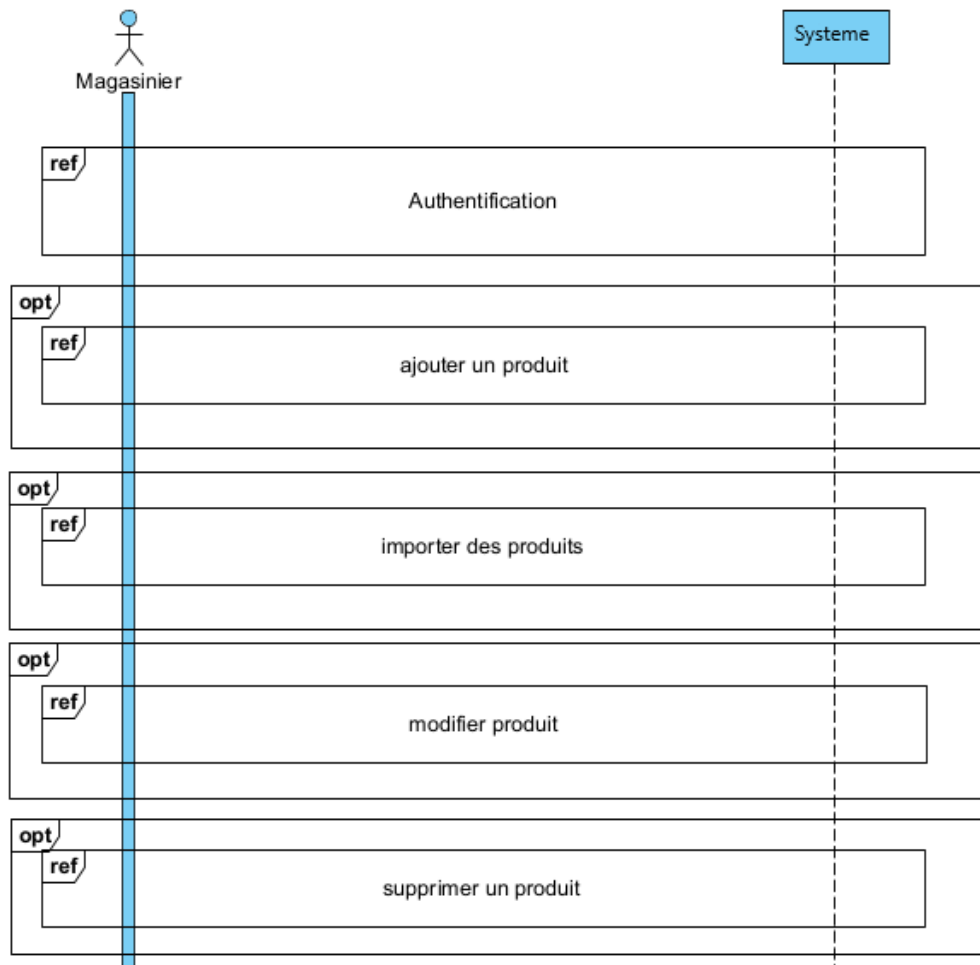 Systeme
Magasinier
ref
Authentification
opt
ref
ajouter un produit
opt
ref
importer des produits
opt
ref
modifier produit
opt
ref
supprimer un produit